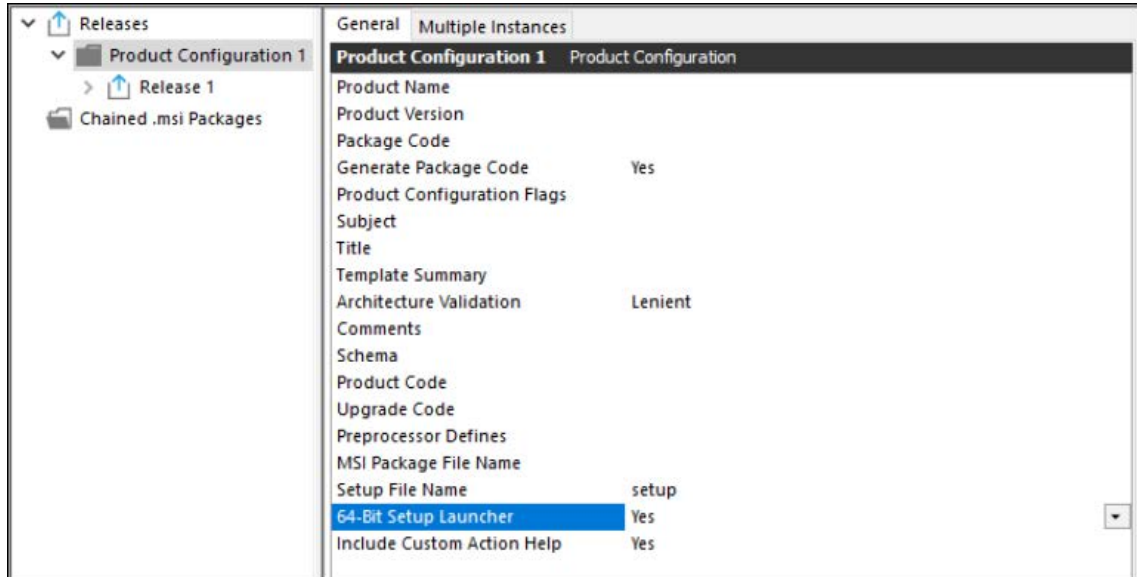 Releases
Product Configuration 1
Release 1
Chained .msi Packages
General Multiple Instances
Product Configuration 1 Product Configuration
Product Name
Product Version
Package Code
Generate Package Code Yes
Product Configuration Flags
Subject
Title
Template Summary
Architecture Validation Lenient
Comments
Schema
Product Code
Upgrade Code
Preprocessor Defines
MSI Package File Name
Setup File Name setup
64-Bit Setup Launcher Yes
Include Custom Action Help Yes